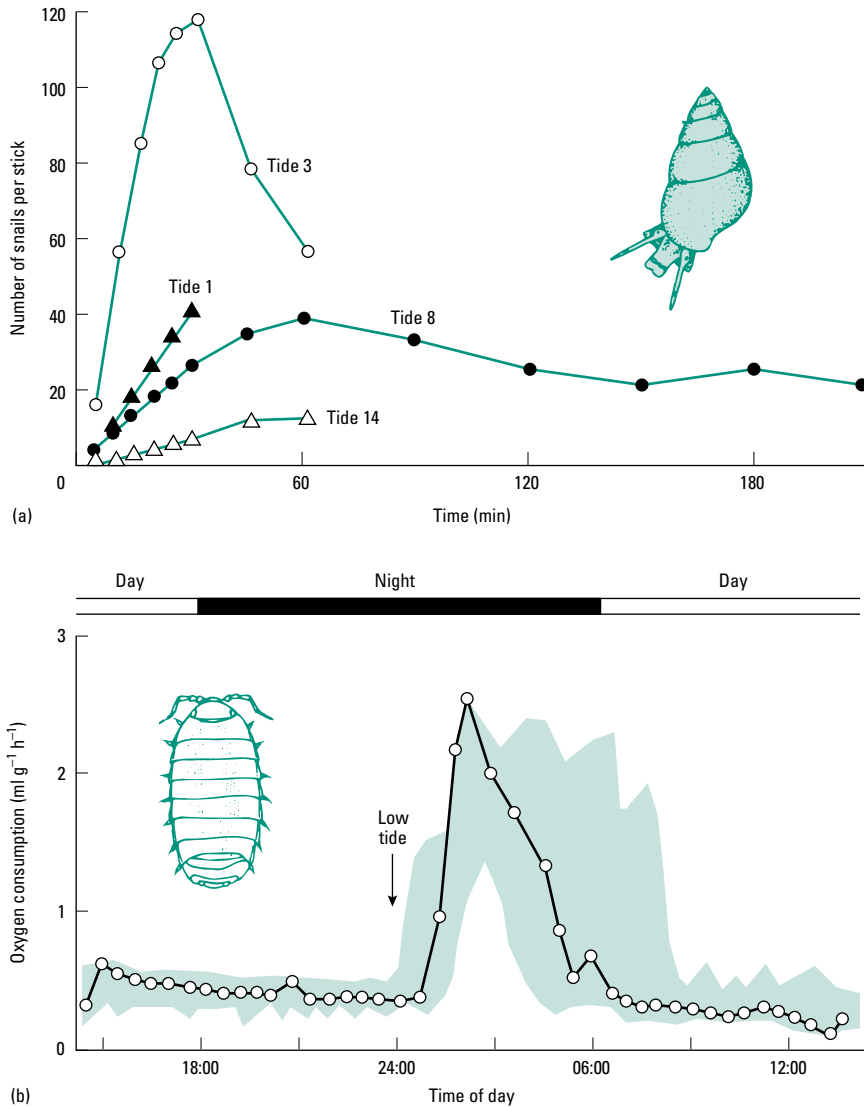 120
100
80
60
40
20
0
Number of snails per stick
Tide 3
Tide 1
Tide 8
Tide 14
60
120
180
(a)
Time (min)
Day
Night
Day
3
2
1
0
Oxygen consumption (ml g⁻¹ h⁻¹)
Low
tide
18:00
24:00
06:00
12:00
(b)
Time of day